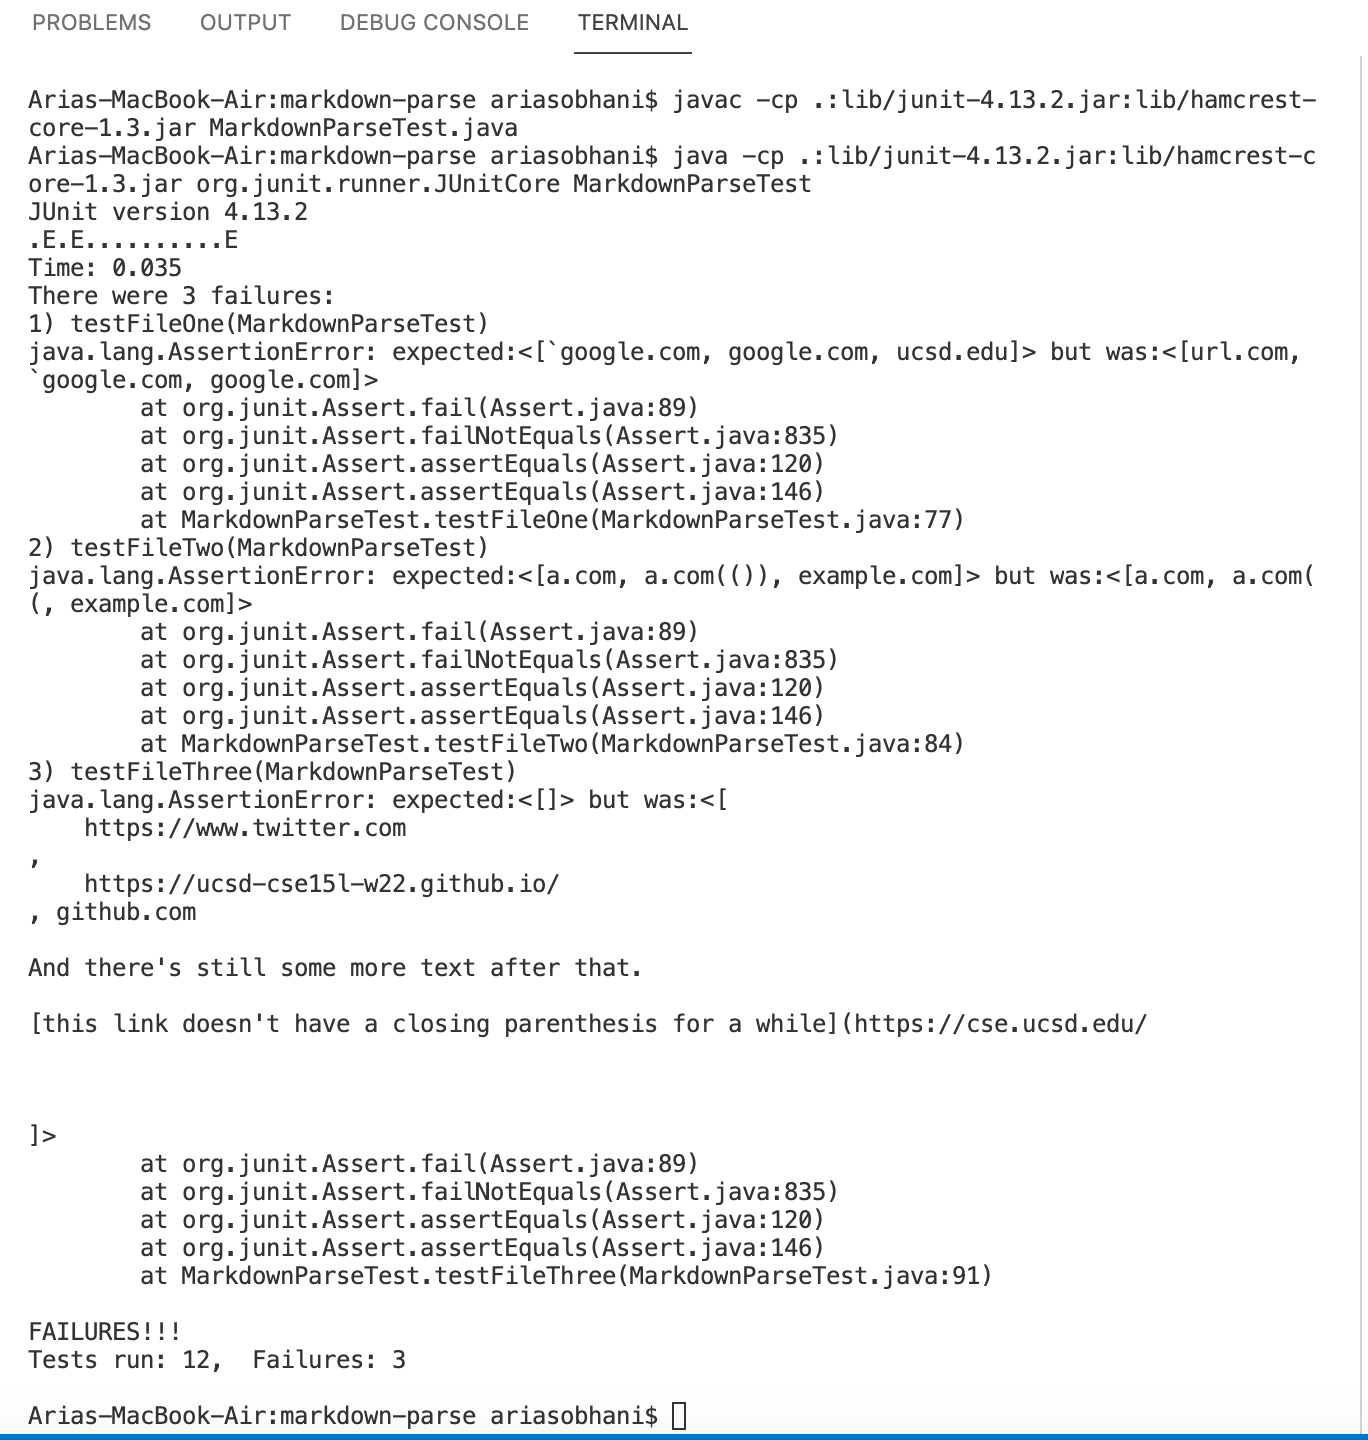 PROBLEMS OUTPUT DEBUG CONSOLE TERMINAL
Arias-MacBook-Air:markdown-parse ariasobhani$ javac -cp .:lib/junit-4.13.2.jar:lib/hamcrest-
core-1.3.jar MarkdownParseTest.java
Arias-MacBook-Air:markdown-parse ariasobhani$ java -cp .:lib/junit-4.13.2.jar:lib/hamcrest-c
ore-1.3.jar org.junit.runner.JUnitCore MarkdownParseTest
JUnit version 4.13.2
.E.E..........E
Time: 0.035
There were 3 failures:
1) testFileOne(MarkdownParseTest)
java.lang.AssertionError: expected:<[`google.com, google.com, ucsd.edu]> but was:<[url.com,
`google.com, google.com]>
        at org.junit.Assert.fail(Assert.java:89)
        at org.junit.Assert.failNotEquals(Assert.java:835)
        at org.junit.Assert.assertEquals(Assert.java:120)
        at org.junit.Assert.assertEquals(Assert.java:146)
        at MarkdownParseTest.testFileOne(MarkdownParseTest.java:77)
2) testFileTwo(MarkdownParseTest)
java.lang.AssertionError: expected:<[a.com, a.com(()), example.com]> but was:<[a.com, a.com(
(, example.com]>
        at org.junit.Assert.fail(Assert.java:89)
        at org.junit.Assert.failNotEquals(Assert.java:835)
        at org.junit.Assert.assertEquals(Assert.java:120)
        at org.junit.Assert.assertEquals(Assert.java:146)
        at MarkdownParseTest.testFileTwo(MarkdownParseTest.java:84)
3) testFileThree(MarkdownParseTest)
java.lang.AssertionError: expected:<[]> but was:<[
    https://www.twitter.com
,
    https://ucsd-cse15l-w22.github.io/
, github.com

And there's still some more text after that.

[this link doesn't have a closing parenthesis for a while](https://cse.ucsd.edu/



]>
        at org.junit.Assert.fail(Assert.java:89)
        at org.junit.Assert.failNotEquals(Assert.java:835)
        at org.junit.Assert.assertEquals(Assert.java:120)
        at org.junit.Assert.assertEquals(Assert.java:146)
        at MarkdownParseTest.testFileThree(MarkdownParseTest.java:91)

FAILURES!!!
Tests run: 12,  Failures: 3

Arias-MacBook-Air:markdown-parse ariasobhani$